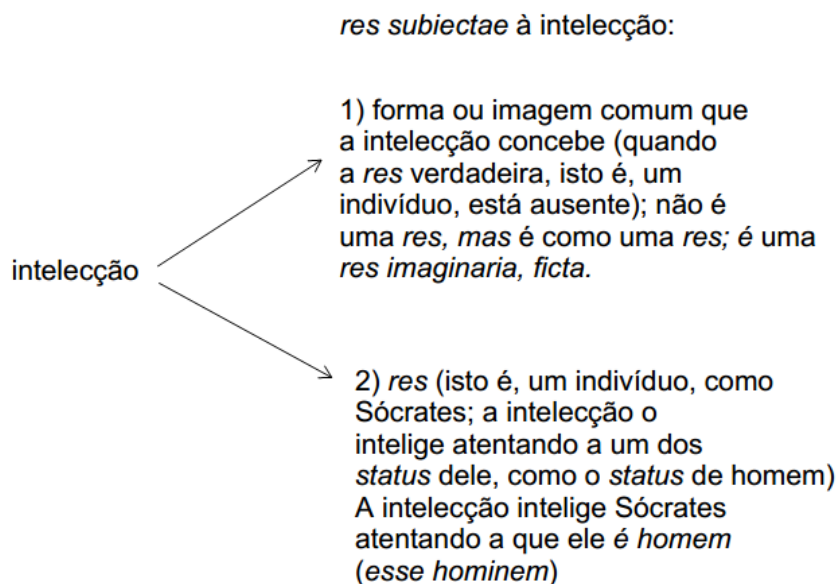 res subiectae à intelecção:
1) forma ou imagem comum que
a intelecção concebe (quando
a res verdadeira, isto é, um
indivíduo, está ausente); não é
uma res, mas é como uma res; é uma
res imaginaria, ficta.
intelecção
2) res (isto é, um indivíduo, como
Sócrates; a intelecção o
intelige atentando a um dos
status dele, como o status de homem)
A intelecção intelige Sócrates
atentando a que ele é homem
(esse hominem)